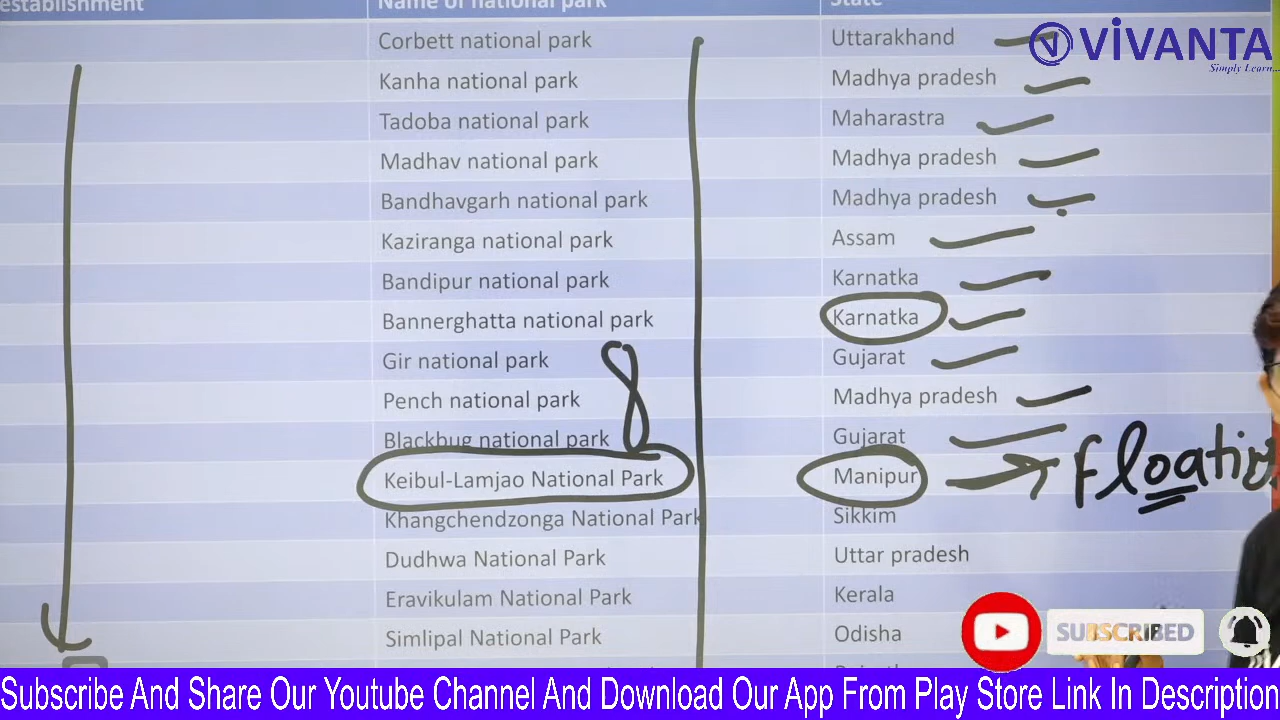 establishment Name of national park State
Corbett national park Uttarakhand
VİVANTA
Simply Learn...
Kanha national park Madhya pradesh
Tadoba national park Maharastra
Madhav national park Madhya pradesh
Bandhavgarh national park Madhya pradesh
Kaziranga national park Assam
Bandipur national park Karnatka
Bannerghatta national park Karnatka
Gir national park Gujarat
8
Pench national park Madhya pradesh
Blackbug national park Gujarat
Keibul-Lamjao National Park Manipur
Khangchendzonga National Park Sikkim
Dudhwa National Park Uttar pradesh
Eravikulam National Park Kerala
Simlipal National Park Odisha
SUBSCRIBED
Subscribe And Share Our Youtube Channel And Download Our App From Play Store Link In Description